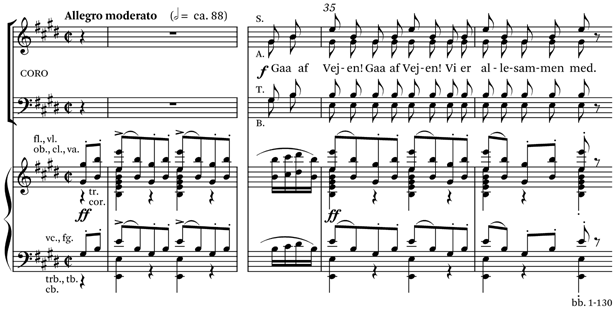 35
Allegro moderato (𝅗𝅥 = ca. 88)
S.
A.
f Gaa af Vej-en! Gaa af Vej-en! Vi er al-le-sam-men med.
CORO
T.
B.
fl., vl.
ob., cl., va.
tr.
cor.
ff
ff
vc., fg.
trb., tb.
cb.
bb. 1-130